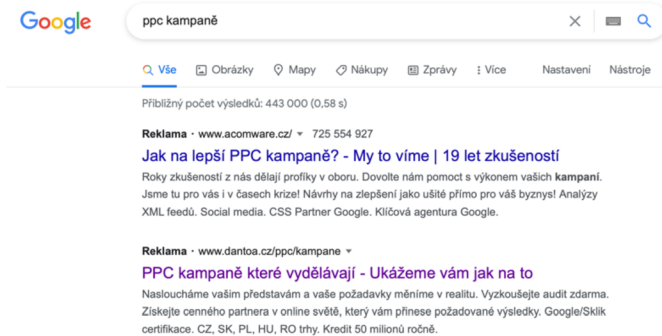 Google
ppc kampaně
Vše Obrázky Mapy Nákupy Zprávy Více Nastavení Nástroje
Přibližný počet výsledků: 443 000 (0,58 s)
Reklama · www.acomware.cz/ 725 554 927
Jak na lepší PPC kampaně? - My to víme | 19 let zkušeností
Roky zkušeností z nás dělají profíky v oboru. Dovolte nám pomoct s výkonem vašich kampaní.
Jsme tu pro vás i v časech krize! Návrhy na zlepšení jako ušité přímo pro váš byznys! Analýzy
XML feedů. Social media. CSS Partner Google. Klíčová agentura Google.
Reklama · www.dantoa.cz/ppc/kampane
PPC kampaně které vydělávají - Ukážeme vám jak na to
Nasloucháme vašim představám a vaše požadavky měníme v realitu. Vyzkoušejte audit zdarma.
Získejte cenného partnera v online světě, který vám přinese požadované výsledky. Google/Sklik
certifikace. CZ, SK, PL, HU, RO trhy. Kredit 50 milionů ročně.